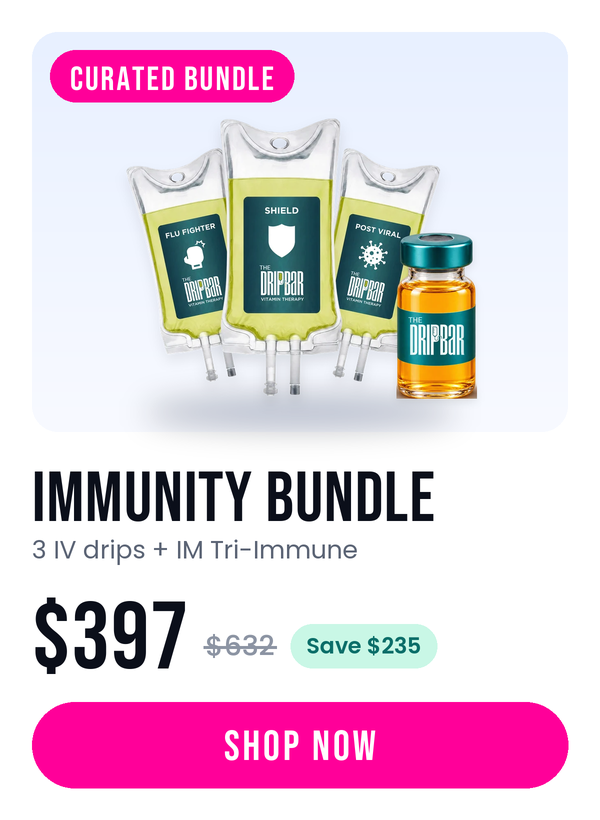 CURATED BUNDLE
FLU FIGHTER
THE
DRIPBAR
VITAMIN THERAPY
SHIELD
THE
DRIPBAR
VITAMIN THERAPY
POST VIRAL
THE
DRIPBAR
VITAMIN THERAPY
THE
DRIPBAR
IMMUNITY BUNDLE
3 IV drips + IM Tri-Immune
$397 $632 Save $235
SHOP NOW